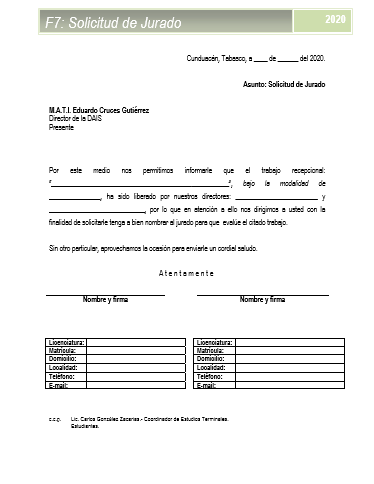 F7: Solicitud de Jurado
2020
Cunduacán, Tabasco, a ____ de ______ del 2020.
Asunto: Solicitud de Jurado
M.A.T.I. Eduardo Cruces Gutiérrez
Director de la DAIS
Presente
Por este medio nos permitimos informarle que el trabajo recepcional:
"______________________________", bajo la modalidad de
______________, ha sido liberado por nuestros directores: ______________________ y
__________________________, por lo que en atención a ello nos dirigimos a usted con la
finalidad de solicitarle tenga a bien nombrar al jurado para que evalúe el citado trabajo.
Sin otro particular, aprovechamos la ocasión para enviarle un cordial saludo.
A t e n t a m e n t e
Nombre y firma Nombre y firma
Licenciatura: Licenciatura:
Matrícula: Matrícula:
Domicilio: Domicilio:
Localidad: Localidad:
Teléfono: Teléfono:
E-mail: E-mail:
c.c.p. Lic. Carlos González Zacarías.- Coordinador de Estudios Terminales.
Estudiantes.